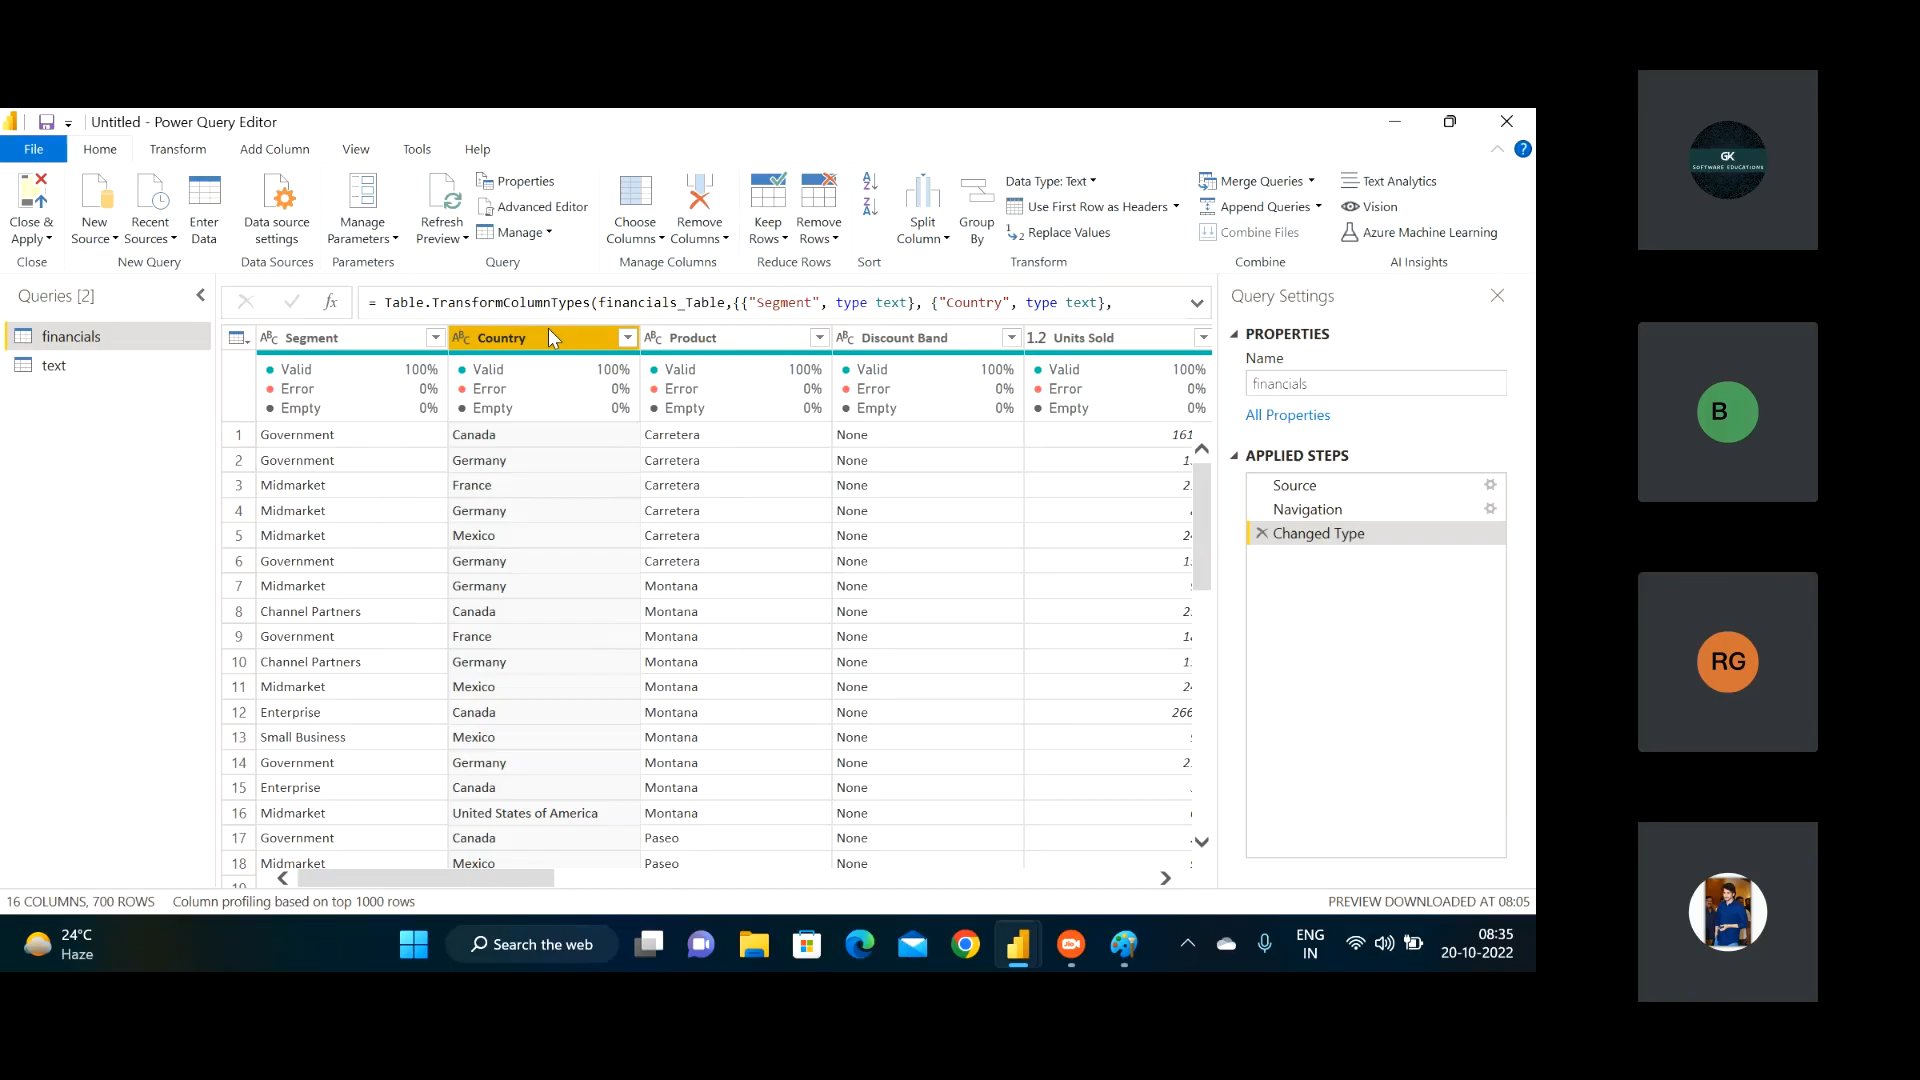 Untitled - Power Query Editor
File Home Transform Add Column View Tools Help
Close & Apply
New Source
Recent Sources
Enter Data
Data source settings
Manage Parameters
Refresh Preview
Properties
Advanced Editor
Manage
Choose Columns
Remove Columns
Keep Rows
Remove Rows
Split Column
Group By
Data Type: Text
Use First Row as Headers
Replace Values
Merge Queries
Append Queries
Combine Files
Text Analytics
Vision
Azure Machine Learning
Close New Query Data Sources Parameters Query Manage Columns Reduce Rows Sort Transform Combine AI Insights
Queries [2]
financials
text
= Table.TransformColumnTypes(financials_Table,{{"Segment", type text}, {"Country", type text},
Segment Country Product Discount Band 1.2 Units Sold
Valid 100% Valid 100% Valid 100% Valid 100% Valid 100%
Error 0% Error 0% Error 0% Error 0% Error 0%
Empty 0% Empty 0% Empty 0% Empty 0% Empty 0%
1 Government Canada Carretera None
2 Government Germany Carretera None
3 Midmarket France Carretera None
4 Midmarket Germany Carretera None
5 Midmarket Mexico Carretera None
6 Government Germany Carretera None
7 Midmarket Germany Montana None
8 Channel Partners Canada Montana None
9 Government France Montana None
10 Channel Partners Germany Montana None
11 Midmarket Mexico Montana None
12 Enterprise Canada Montana None
13 Small Business Mexico Montana None
14 Government Germany Montana None
15 Enterprise Canada Montana None
16 Midmarket United States of America Montana None
17 Government Canada Paseo None
18 Midmarket Mexico Paseo None
Query Settings
PROPERTIES
Name
financials
All Properties
APPLIED STEPS
Source
Navigation
Changed Type
16 COLUMNS, 700 ROWS Column profiling based on top 1000 rows PREVIEW DOWNLOADED AT 08:05
24°C
Haze
Search the web
ENG
IN
08:35
20-10-2022
GK
SOFTWARE EDUCATIONS
B
RG